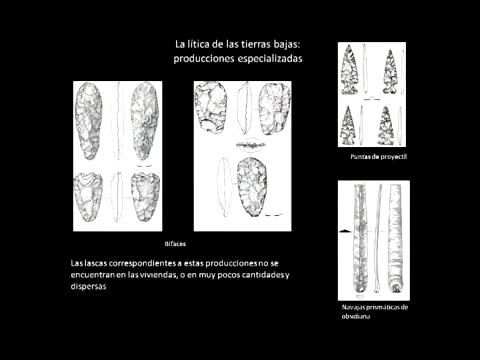 La lítica de las tierras bajas:
producciones especializadas
Puntas de proyectil
Bifaces
Las lascas correspondientes a estas producciones no se
encuentran en las viviendas, o en muy pocos cantidades y
dispersas
Navajas prismáticas de
obsidiana